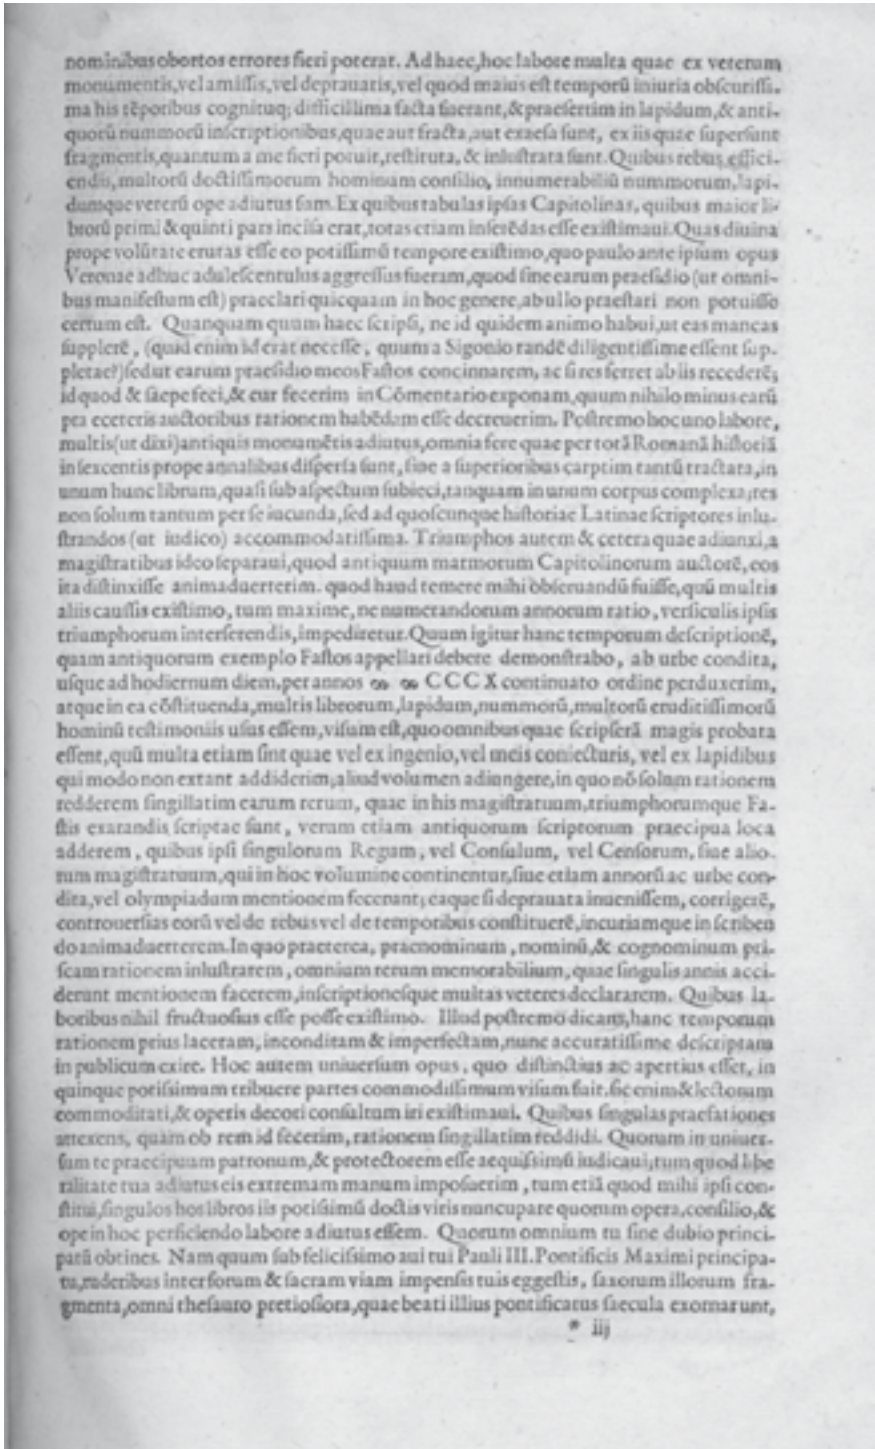 nominibus obortos errores fieri poterat. Ad haec, hoc labore multa quae ex veterum
monumentis, vel amissis, vel deprauatis, vel quod maius est temporũ iniuria obscurissi-
ma his tẽporibus cognituq; difficillima facta fuerant, & praesertim in lapidum, & anti-
quorũ nummorũ inscriptionibus, quae aut fracta, aut exaesa sunt, ex iis quae supersunt
fragmentis, quantum a me fieri potuit, restituta, & inlustrata sunt. Quibus rebus effici-
endis, multorũ doctissimorum hominum consilio, innumerabiliũ nummorum, lapi-
dumque veterũ ope adiutus sum. Ex quibus tabulas ipsas Capitolinas, quibus maior li-
brorũ primi & quinti pars incisa erat, totas etiam inserẽdas esse existimaui. Quas diuina
prope volũtate erutas esse eo potissimũ tempore existimo, quo paulo ante ipsum opus
Veronae adhuc adulescentulus aggressus fueram, quod sine earum praesidio (ut omni-
bus manifestum est) praeclari quicquam in hoc genere, ab ullo praestari non potuisse
certum est. Quanquam quum haec scripsi, ne id quidem animo habui, ut eas mancas
supplerẽ, (quid enim id erat necesse, quum a Sigonio tandẽ diligentissime essent sup-
pletae?) sed ut earum praesidio meos Fastos concinnarem, ac si res ferret ab iis recederẽ;
id quod & saepe feci, & cur fecerim in Cõmentario exponam, quum nihilo minus earũ
prae ceteris auctoribus rationem habẽdam esse decreuerim. Postremo hoc uno labore,
multis (ut dixi) antiquis monumẽtis adiutus, omnia fere quae per totã Romanã historiã
in sexcentis prope annalibus dispersa sunt, siue a superioribus carptim tantũ tractata, in
unum hunc librum, quasi sub aspectum subieci, tanquam in unum corpus complexa; res
non solum tantum per se iucunda, sed ad quoscunque historiae Latinae scriptores inlu-
strandos (ut iudico) accommodatissima. Triumphos autem & cetera quae adiunxi, a
magistratibus ideo separaui, quod antiquum marmorum Capitolinorum auctorẽ, eos
ita distinxisse animaduerterim. quod haud temere mihi obseruandũ fuisse, quũ multis
aliis caussis existimo, tum maxime, ne numerandorum annorum ratio, versiculis ipsis
triumphorum interserendis, impediretur. Quum igitur hanc temporum descriptionẽ,
quam antiquorum exemplo Fastos appellari debere demonstrabo, ab urbe condita,
usque ad hodiernum diem, per annos ꝏ ꝏ CCCX continuato ordine perduxerim,
atque in ea cõstituenda, multis librorum, lapidum, nummorũ, multorũ eruditissimorũ
hominũ testimoniis usus essem, visum est, quo omnibus quae scripserã magis probata
essent, quũ multa etiam sint quae vel ex ingenio, vel meis coniecturis, vel ex lapidibus
qui modo non extant addiderim, aliud volumen adiungere, in quo nõ solum rationem
redderem singillatim earum rerum, quae in his magistratuum, triumphorumque Fa-
stis exarandis scriptae sunt, verum etiam antiquorum scriptorum praecipua loca
adderem, quibus ipsi singulorum Regum, vel Consulum, vel Censorum, siue alio-
rum magistratuum, qui in hoc volumine continentur, siue etiam annorũ ac urbe con-
dita, vel olympiadum mentionem fecerunt; eaque si deprauata inuenissem, corrigerẽ,
controuersias eorũ vel de rebus vel de temporibus constituerẽ, incuriamque in scriben
do animaduerterem. In quo praeterea, praenominum, nominũ, & cognominum pri-
scam rationem inlustrarem, omnium rerum memorabilium, quae singulis annis acci-
derunt mentionem facerem, inscriptionesque multas veteres declararem. Quibus la-
boribus nihil fructuosius esse posse existimo. Illud postremo dicam, hanc temporum
rationem prius laceram, inconditam & imperfectam, nunc accuratissime descriptam
in publicum exire. Hoc autem uniuersum opus, quo distinctius ac apertius esset, in
quinque potissimum tribuere partes commodissimum visum fuit. sic enim & lectorum
commoditati, & operis decori consultum iri existimaui. Quibus singulas praefationes
attexens, quam ob rem id fecerim, rationem singillatim reddidi. Quorum in uniuer-
sum te praecipuum patronum, & protectorem esse aequissimũ iudicaui, tum quod libe
ralitate tua adiutus eis extremam manum imposuerim, tum etiã quod mihi ipsi con-
stitui, singulos hos libros iis potissimũ doctis viris nuncupare quorum opera, consilio, &
ope in hoc perficiendo labore adiutus essem. Quorum omnium tu sine dubio princi-
patũ obtines. Nam quum sub felicissimo aui tui Pauli III. Pontificis Maximi principa-
tu, ruderibus inter forum & sacram viam impensis tuis eggestis, saxorum illorum fra-
gmenta, omni thesauro pretiosiora, quae beati illius pontificatus saecula exornarunt,
* iij